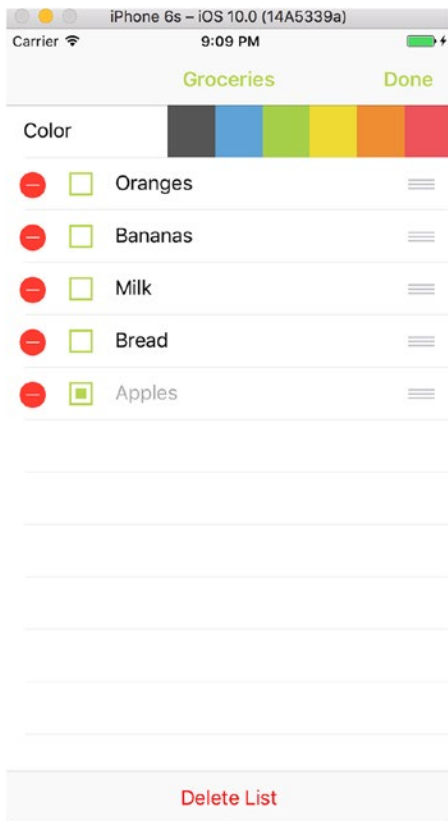 iPhone 6s – iOS 10.0 (14A5339a)
Carrier 9:09 PM
Groceries Done
Color
Oranges
Bananas
Milk
Bread
Apples
Delete List